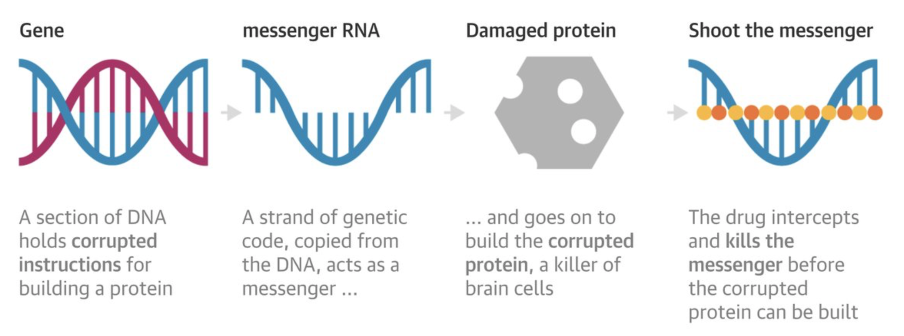 Gene
A section of DNA
holds corrupted
instructions for
building a protein
messenger RNA
A strand of genetic
code, copied from
the DNA, acts as a
messenger ...
Damaged protein
... and goes on to
build the corrupted
protein, a killer of
brain cells
Shoot the messenger
The drug intercepts
and kills the
messenger before
the corrupted
protein can be built